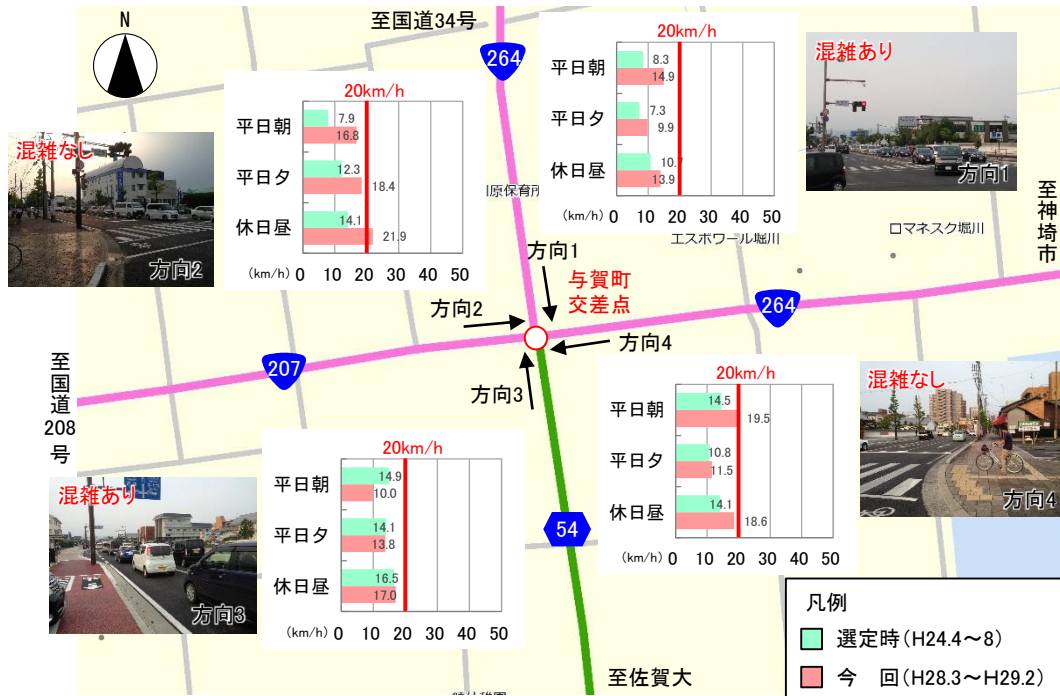 N
至国道34号
264
20km/h
平日朝
8.3
14.9
平日夕
7.3
9.9
休日昼
10.7
13.9
(km/h)
0 10 20 30 40 50
混雑あり
方向1
20km/h
平日朝
7.9
16.8
平日夕
12.3
18.4
休日昼
14.1
21.9
(km/h)
0 10 20 30 40 50
混雑なし
方向2
原保育所
エスポワール堀川
ロマネスク堀川
至神埼市
方向1
与賀町
交差点
方向2
264
方向4
207
方向3
至国道208号
20km/h
平日朝
14.5
19.5
平日夕
10.8
11.5
休日昼
14.1
18.6
(km/h)
0 10 20 30 40 50
混雑なし
方向4
20km/h
平日朝
14.9
10.0
平日夕
14.1
13.8
休日昼
16.5
17.0
(km/h)
0 10 20 30 40 50
混雑あり
方向3
54
至佐賀大
凡例
選定時(H24.4～8)
今 回(H28.3～H29.2)